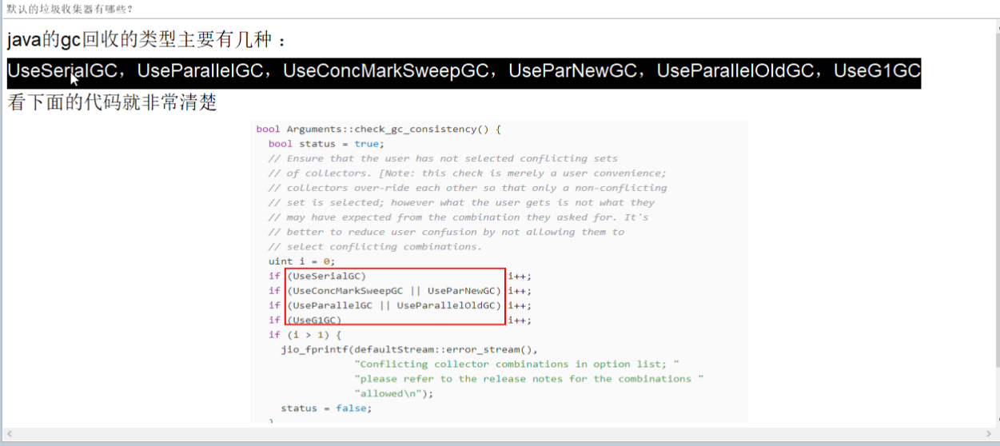 默认的垃圾收集器有哪些?
java的gc回收的类型主要有几种：
UseSerialGC，UseParallelGC，UseConcMarkSweepGC，UseParNewGC，UseParallelOldGC，UseG1GC
看下面的代码就非常清楚
bool Arguments::check_gc_consistency() {
bool status = true;
// Ensure that the user has not selected conflicting sets
// of collectors. [Note: this check is merely a user convenience;
// collectors over-ride each other so that only a non-conflicting
// set is selected; however what the user gets is not what they
// may have expected from the combination they asked for. It's
// better to reduce user confusion by not allowing them to
// select conflicting combinations.
uint i = 0;
if (UseSerialGC) i++;
if (UseConcMarkSweepGC || UseParNewGC) i++;
if (UseParallelGC || UseParallelOldGC) i++;
if (UseG1GC) i++;
if (i > 1) {
jio_fprintf(defaultStream::error_stream(),
"Conflicting collector combinations in option list; "
"please refer to the release notes for the combinations "
"allowed\n");
status = false;